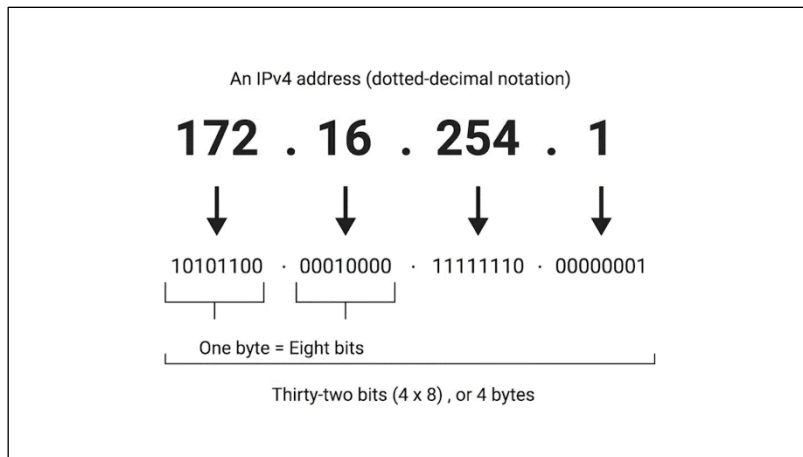 An IPv4 address (dotted-decimal notation)
172 . 16 . 254 . 1
10101100 · 00010000 · 11111110 · 00000001
One byte = Eight bits
Thirty-two bits (4 x 8) , or 4 bytes